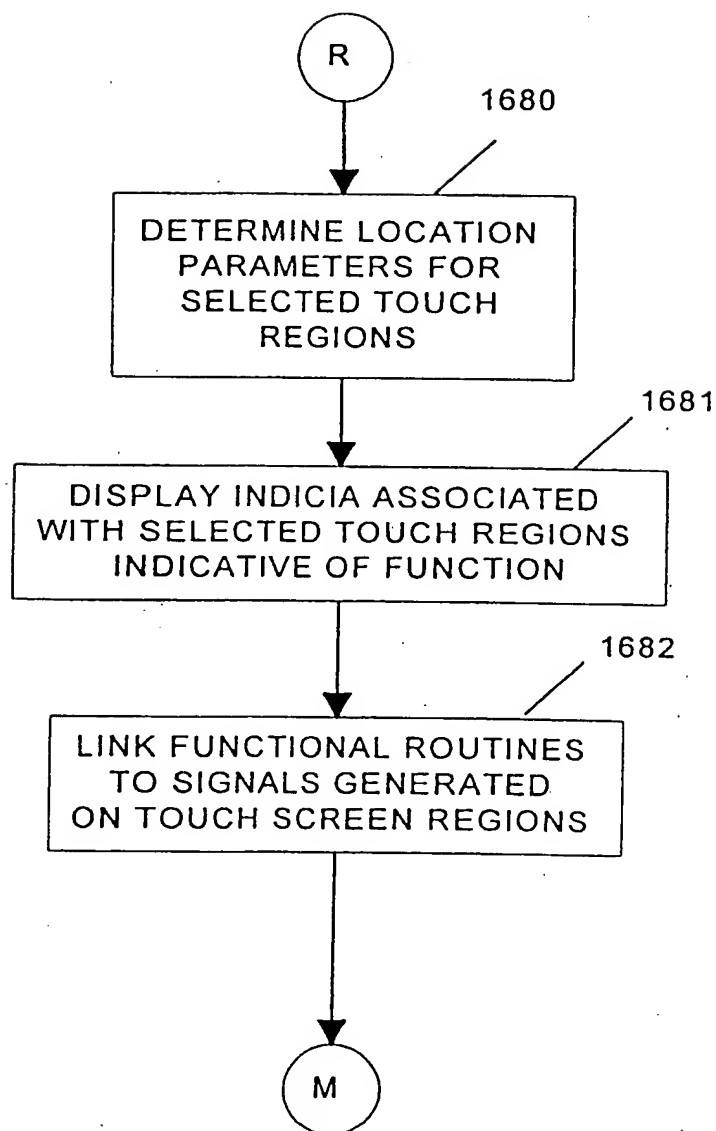 R
1680
DETERMINE LOCATION
PARAMETERS FOR
SELECTED TOUCH
REGIONS
1681
DISPLAY INDICIA ASSOCIATED
WITH SELECTED TOUCH REGIONS
INDICATIVE OF FUNCTION
1682
LINK FUNCTIONAL ROUTINES
TO SIGNALS GENERATED
ON TOUCH SCREEN REGIONS
M